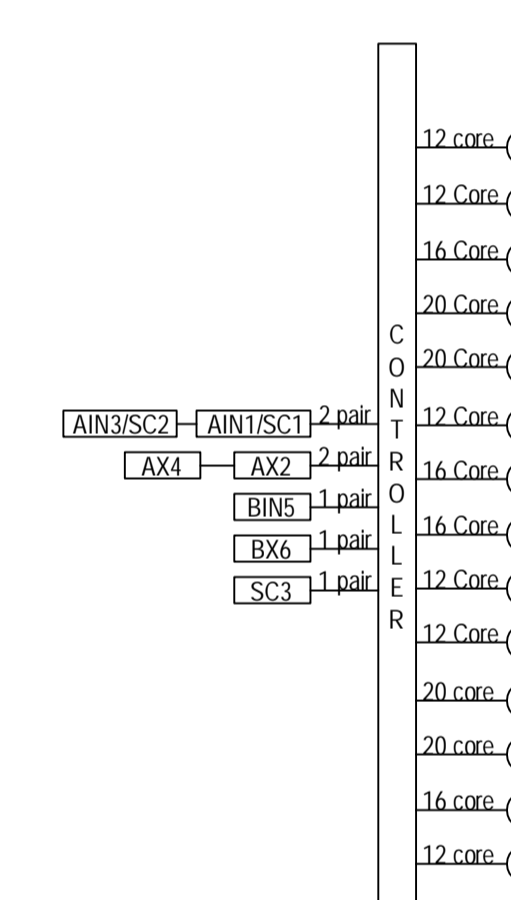 12 core
12 Core
16 Core
20 Core
20 Core
CONTROLLER
AIN3/SC2 AIN1/SC1 2 pair 12 Core
AX4 AX2 2 pair 16 Core
BIN5 1 pair
BX6 1 pair 16 Core
SC3 1 pair 12 Core
12 Core
20 core
20 core
16 core
12 core